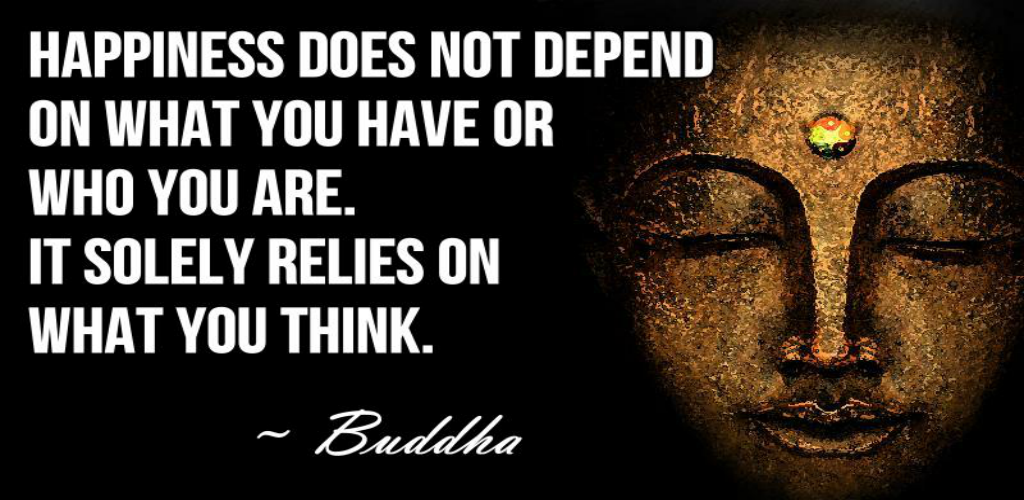 HAPPINESS DOES NOT DEPEND
ON WHAT YOU HAVE OR
WHO YOU ARE.
IT SOLELY RELIES ON
WHAT YOU THINK.
~ Buddha